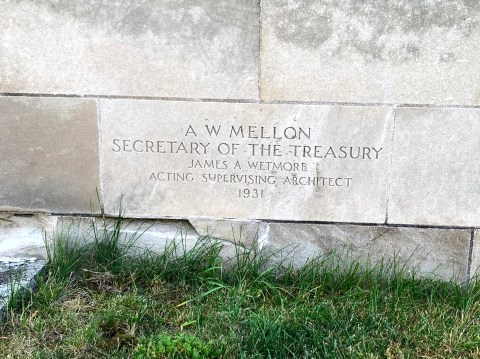 A W MELLON
SECRETARY OF THE TREASURY
JAMES A WETMORE
ACTING SUPERVISING ARCHITECT
1931